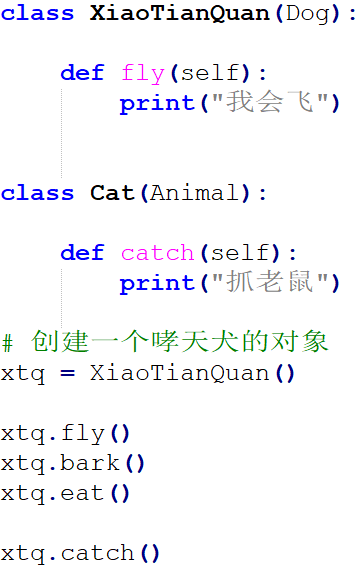 class XiaoTianQuan(Dog):
def fly(self):
print("我会飞")
class Cat(Animal):
def catch(self):
print("抓老鼠")
# 创建一个哮天犬的对象
xtq = XiaoTianQuan()
xtq.fly()
xtq.bark()
xtq.eat()
xtq.catch()